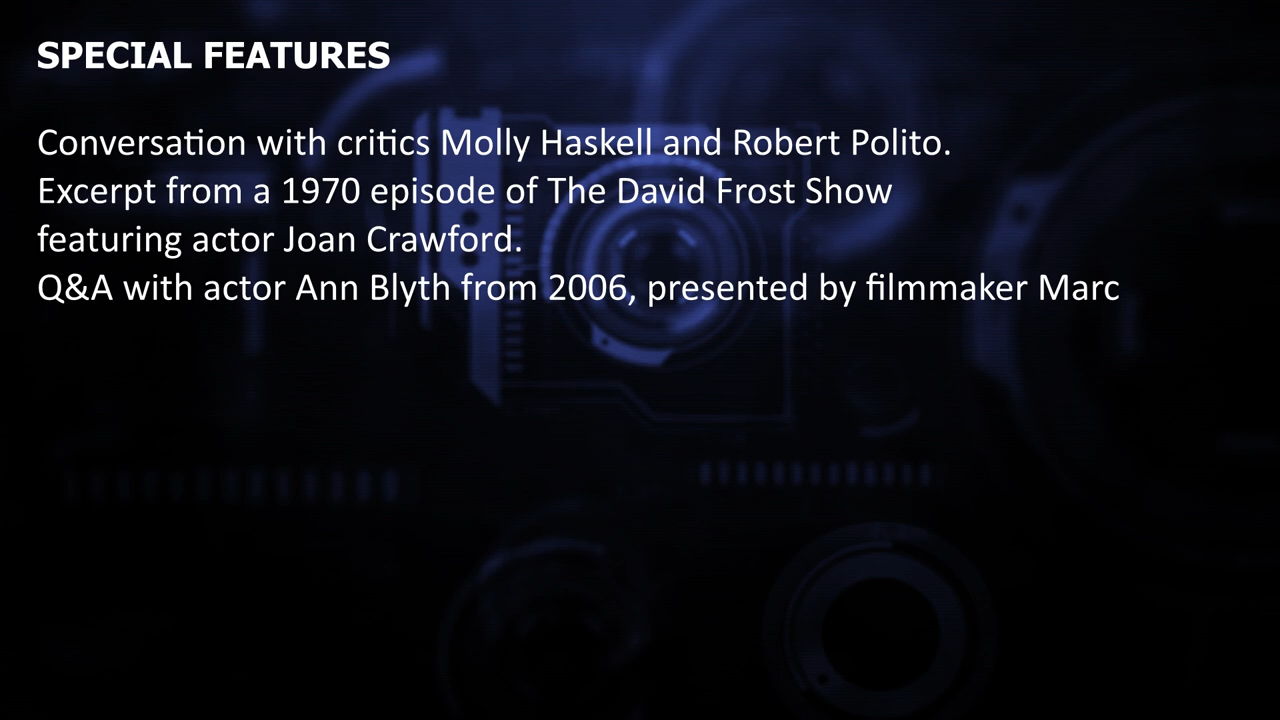 SPECIAL FEATURES
Conversation with critics Molly Haskell and Robert Polito.
Excerpt from a 1970 episode of The David Frost Show
featuring actor Joan Crawford.
Q&A with actor Ann Blyth from 2006, presented by filmmaker Marc